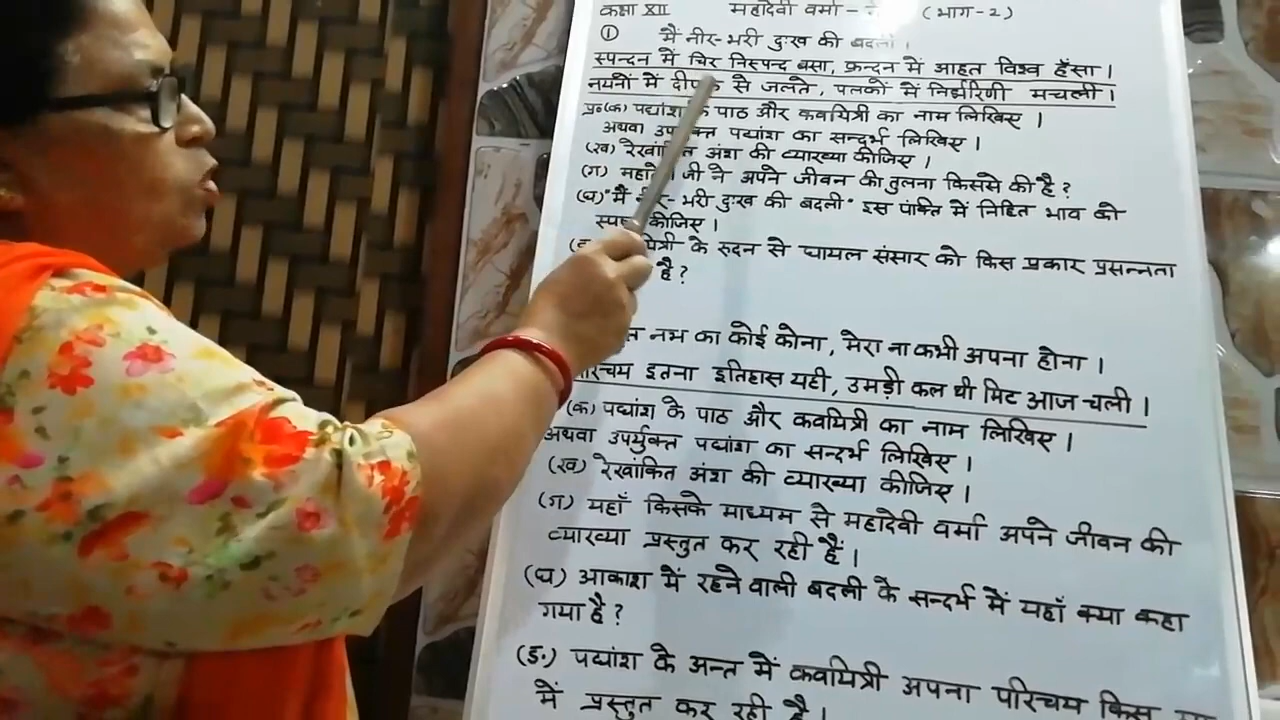 कक्षा XII महादेवी वर्मा – (भाग-2)
① मैं नीर-भरी दुःख की बदली।
स्पन्दन में चिर निस्पन्द बसा, क्रन्दन में आहत विश्व हँसा।
नयनों में दीपक से जलते, पलकों में निर्झरिणी मचली।
प्र०(क) पद्यांश के पाठ और कवयित्री का नाम लिखिए।
अथवा उपर्युक्त पद्यांश का सन्दर्भ लिखिए।
(ख) रेखांकित अंश की व्याख्या कीजिए।
(ग) महादेवी जी ने अपने जीवन की तुलना किससे की है?
(घ) "मैं नीर-भरी दुःख की बदली" इस पंक्ति में निहित भाव को
स्पष्ट कीजिए।
के रुदन से घायल संसार को किस प्रकार प्रसन्नता
है?
नभ का कोई कोना, मेरा ना कभी अपना होना।
परिचय इतना इतिहास यही, उमड़ी कल थी मिट आज चली।
(क) पद्यांश के पाठ और कवयित्री का नाम लिखिए।
अथवा उपर्युक्त पद्यांश का सन्दर्भ लिखिए।
(ख) रेखांकित अंश की व्याख्या कीजिए।
(ग) यहाँ किसके माध्यम से महादेवी वर्मा अपने जीवन की
व्याख्या प्रस्तुत कर रही हैं।
(घ) आकाश में रहने वाली बदली के सन्दर्भ में यहाँ क्या कहा
गया है?
(ड.) पद्यांश के अन्त में कवयित्री अपना परिचय किस
में प्रस्तुत कर रही है।